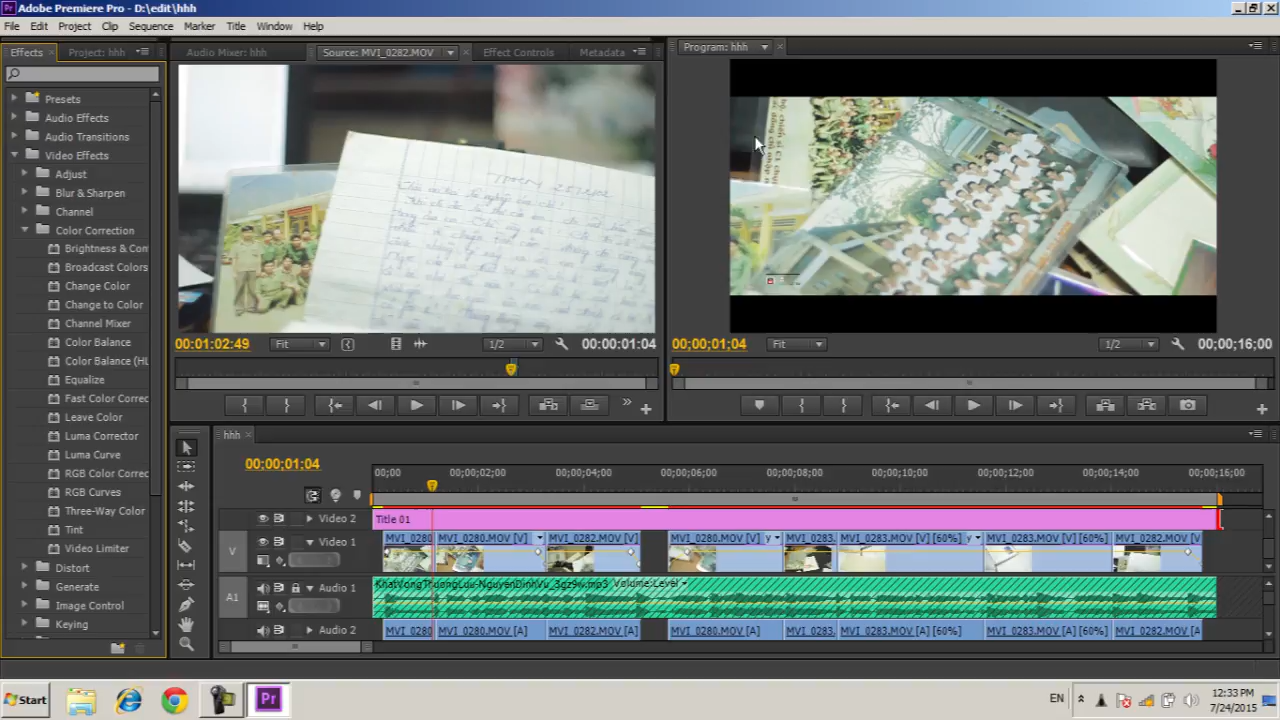 Adobe Premiere Pro - D:\edit\hhh
File Edit Project Clip Sequence Marker Title Window Help
Effects
Project: hhh
Audio Mixer: hhh
Source: MVI_0282.MOV
Effect Controls
Metadata
Program: hhh
Presets
Audio Effects
Audio Transitions
Video Effects
Adjust
Blur & Sharpen
Channel
Color Correction
Brightness & Con
Broadcast Colors
Change Color
Change to Color
Channel Mixer
Color Balance
Color Balance (HL
Equalize
Fast Color Correc
Leave Color
Luma Corrector
Luma Curve
RGB Color Correc
RGB Curves
Three-Way Color
Tint
Video Limiter
Distort
Generate
Image Control
Keying
00:01:02:49
Fit
1/2
00:00:01:04
00;00;01;04
Fit
1/2
00;00;16;00
hhh
00;00;01;04
00;00 00;00;02;00 00;00;04;00 00;00;06;00 00;00;08;00 00;00;10;00 00;00;12;00 00;00;14;00 00;00;16;00
Video 2
Title 01
V
Video 1
MVI_0280 MVI_0280.MOV [V] MVI_0282.MOV [V] MVI_0280.MOV [V] MVI_0283. MVI_0283.MOV [V] [60%] MVI_0283.MOV [V] [60%] MVI_0282.MOV [V
A1
Audio 1
KhatVongThuongLuu-NguyenDinhVu_3gz9w.mp3 Volume:Level
Audio 2
MVI_0280 MVI_0280.MOV [A] MVI_0282.MOV [A] MVI_0280.MOV [A] MVI_0283. MVI_0283.MOV [A] [60%] MVI_0283.MOV [A] [60%] MVI_0282.MOV [A
Start
EN
12:33 PM
7/24/2015